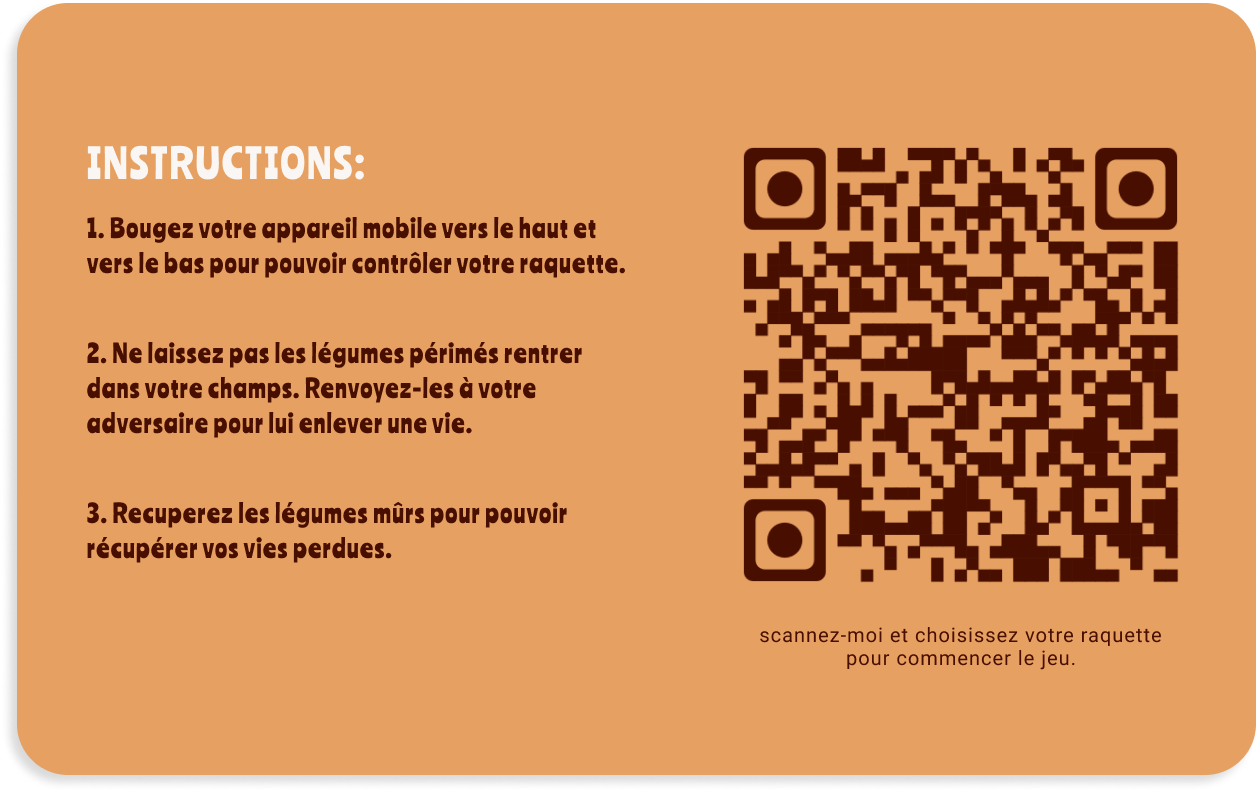 INSTRUCTIONS:
1. Bougez votre appareil mobile vers le haut et
vers le bas pour pouvoir contrôler votre raquette.
2. Ne laissez pas les légumes périmés rentrer
dans votre champs. Renvoyez-les à votre
adversaire pour lui enlever une vie.
3. Recuperez les légumes mûrs pour pouvoir
récupérer vos vies perdues.
scannez-moi et choisissez votre raquette
pour commencer le jeu.